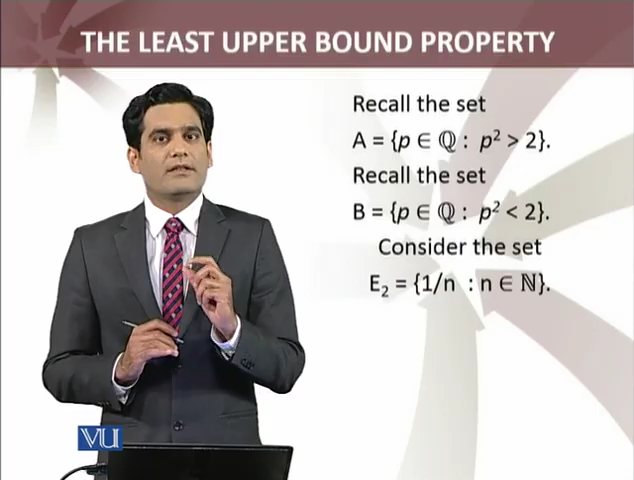 THE LEAST UPPER BOUND PROPERTY
Recall the set
A = {p ∈ ℚ : p² > 2}.
Recall the set
B = {p ∈ ℚ : p² < 2}.
Consider the set
E₂ = {1/n : n ∈ ℕ}.
VU